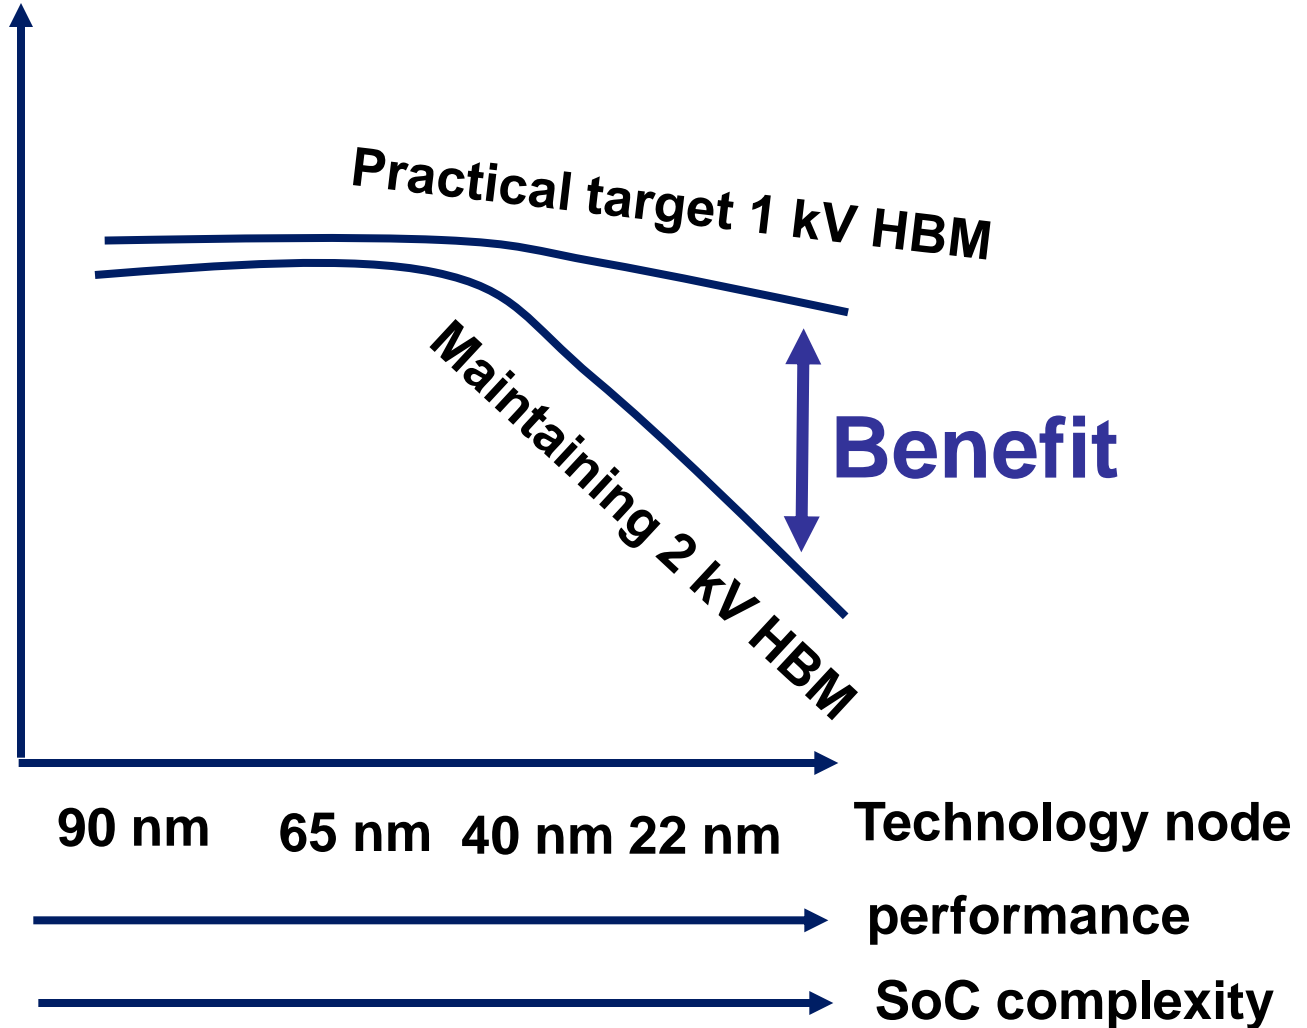 Practical target 1 kV HBM
Maintaining 2 kV HBM
Benefit
90 nm 65 nm 40 nm 22 nm Technology node
performance
SoC complexity